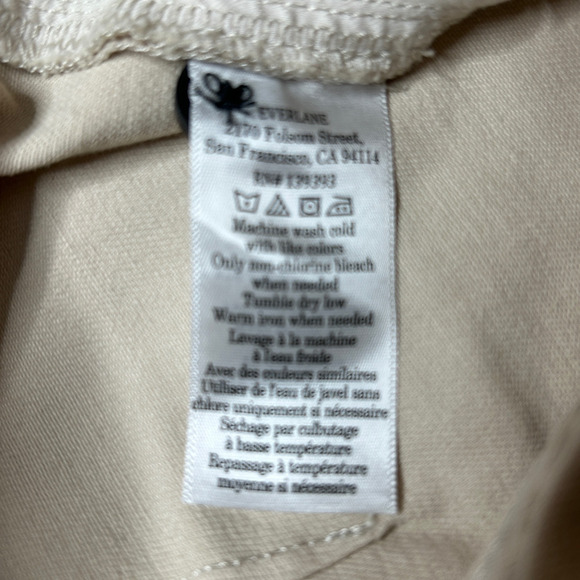 EVERLANE
2170 Folsom Street,
San Francisco, CA 94114
RN# 139393
Machine wash cold
with like colors
Only non-chlorine bleach
when needed
Tumble dry low
Warm iron when needed
Lavage à la machine
à l'eau froide
Avec des couleurs similaires
Utiliser de l'eau de javel sans
chlore uniquement si nécessaire
Séchage par culbutage
à basse température
Repassage à température
moyenne si nécessaire